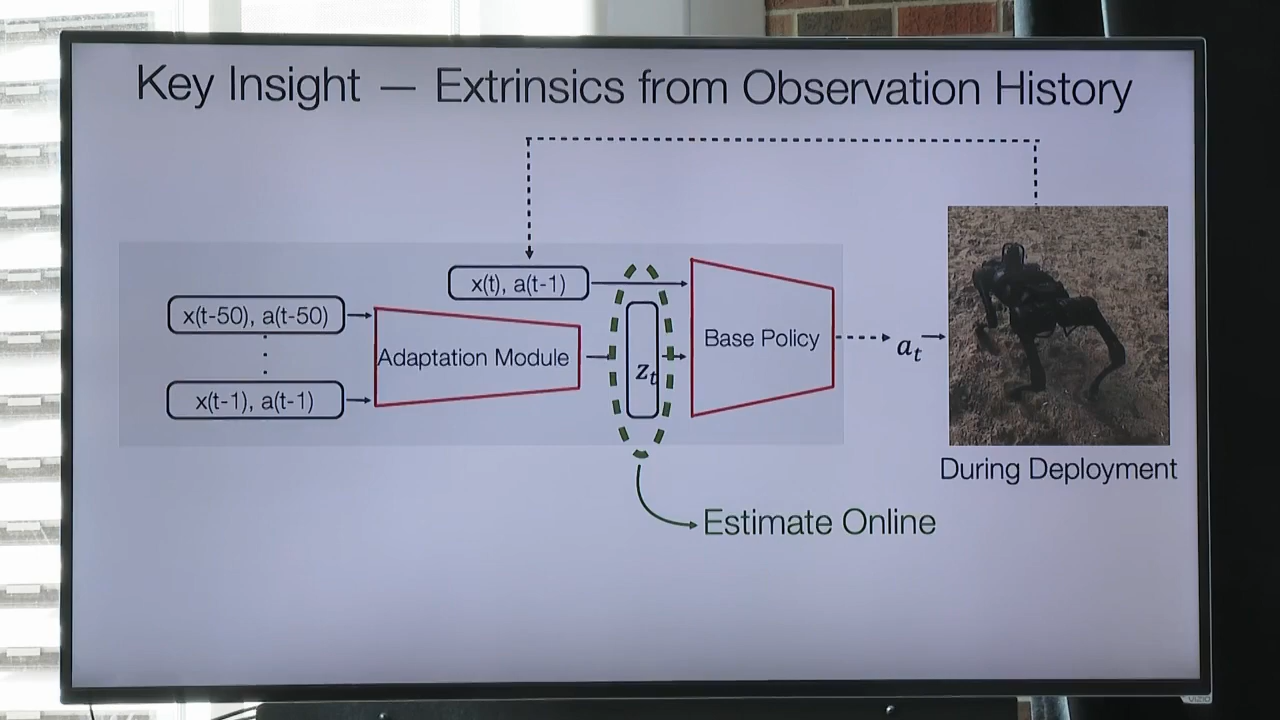 Key Insight — Extrinsics from Observation History
x(t), a(t-1)
x(t-50), a(t-50)
Adaptation Module
x(t-1), a(t-1)
z_t
Base Policy
a_t
During Deployment
Estimate Online
VIZIO